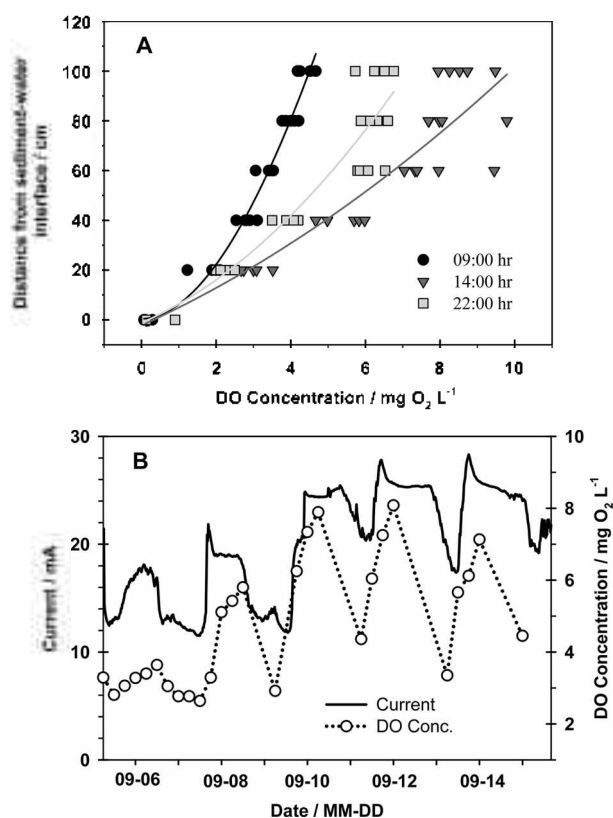 A
Distance from sediment-water
interface / cm
120
100
80
60
40
20
0
09:00 hr
14:00 hr
22:00 hr
0 2 4 6 8 10
DO Concentration / mg O₂ L⁻¹
B
Current / mA
30
20
10
0
DO Concentration / mg O₂ L⁻¹
10
8
6
4
2
Current
DO Conc.
09-06 09-08 09-10 09-12 09-14
Date / MM-DD